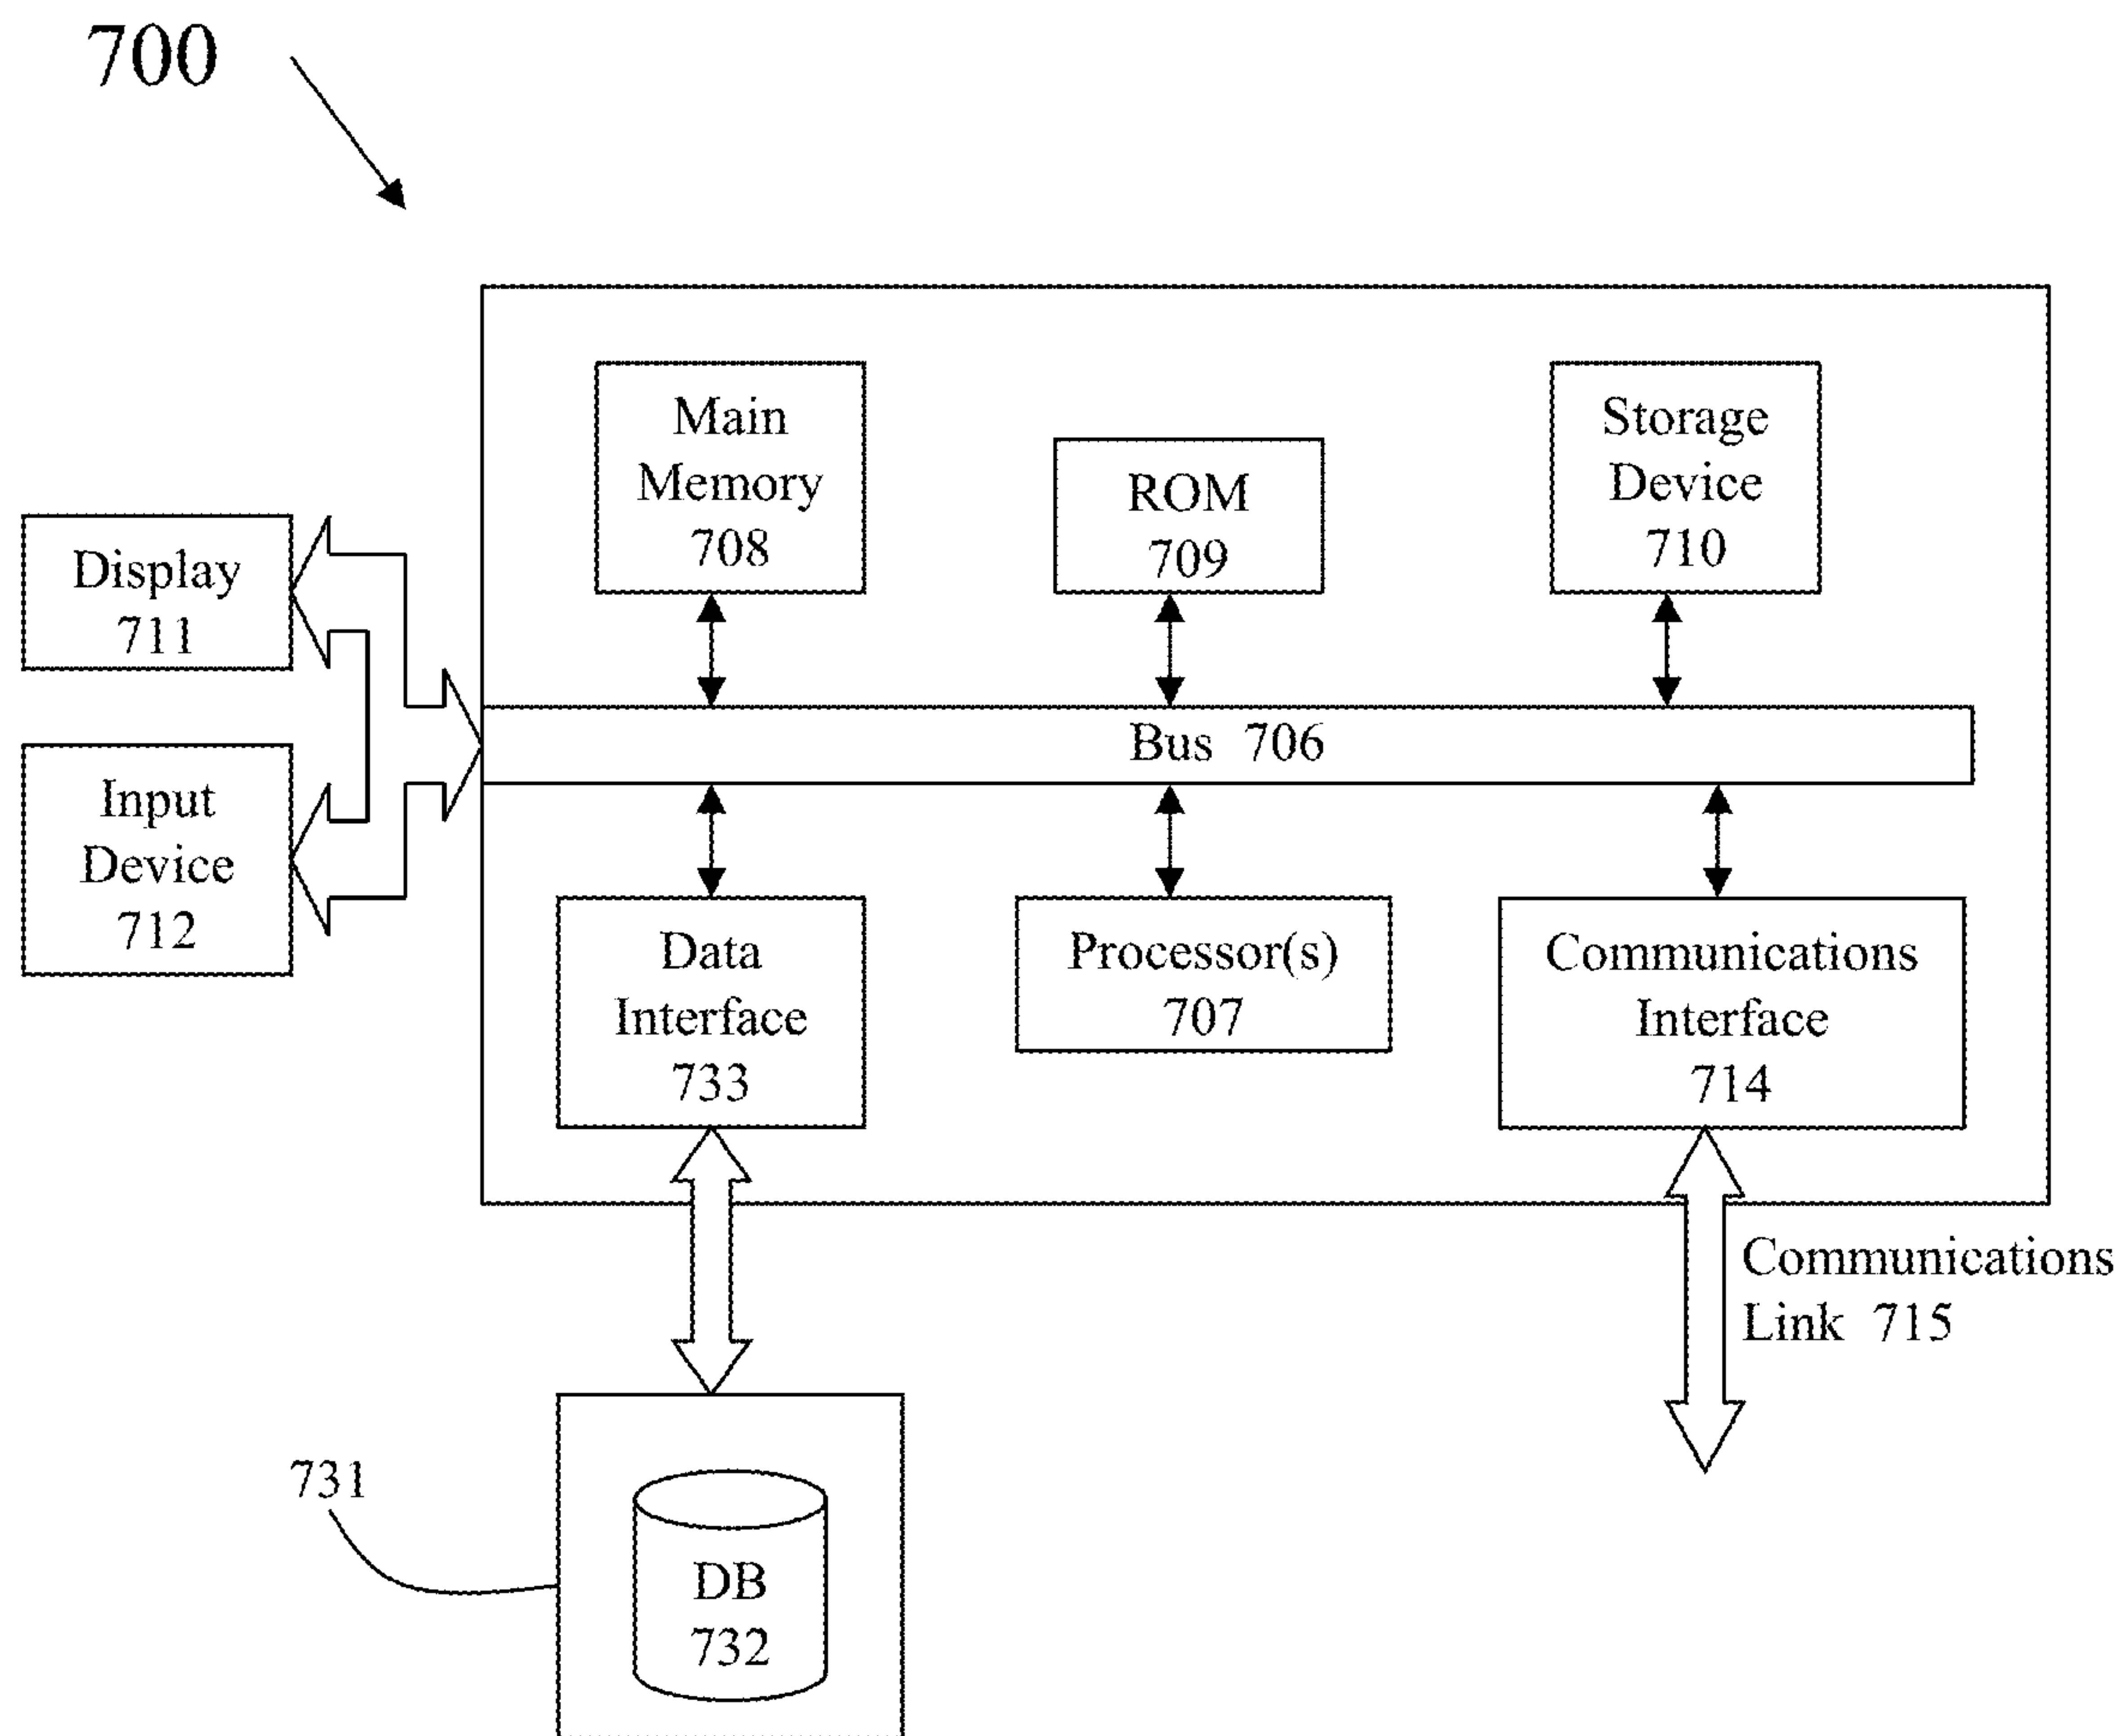 700
Main
Memory
708
ROM
709
Storage
Device
710
Display
711
Bus 706
Input
Device
712
Data
Interface
733
Processor(s)
707
Communications
Interface
714
Communications
Link 715
731
DB
732